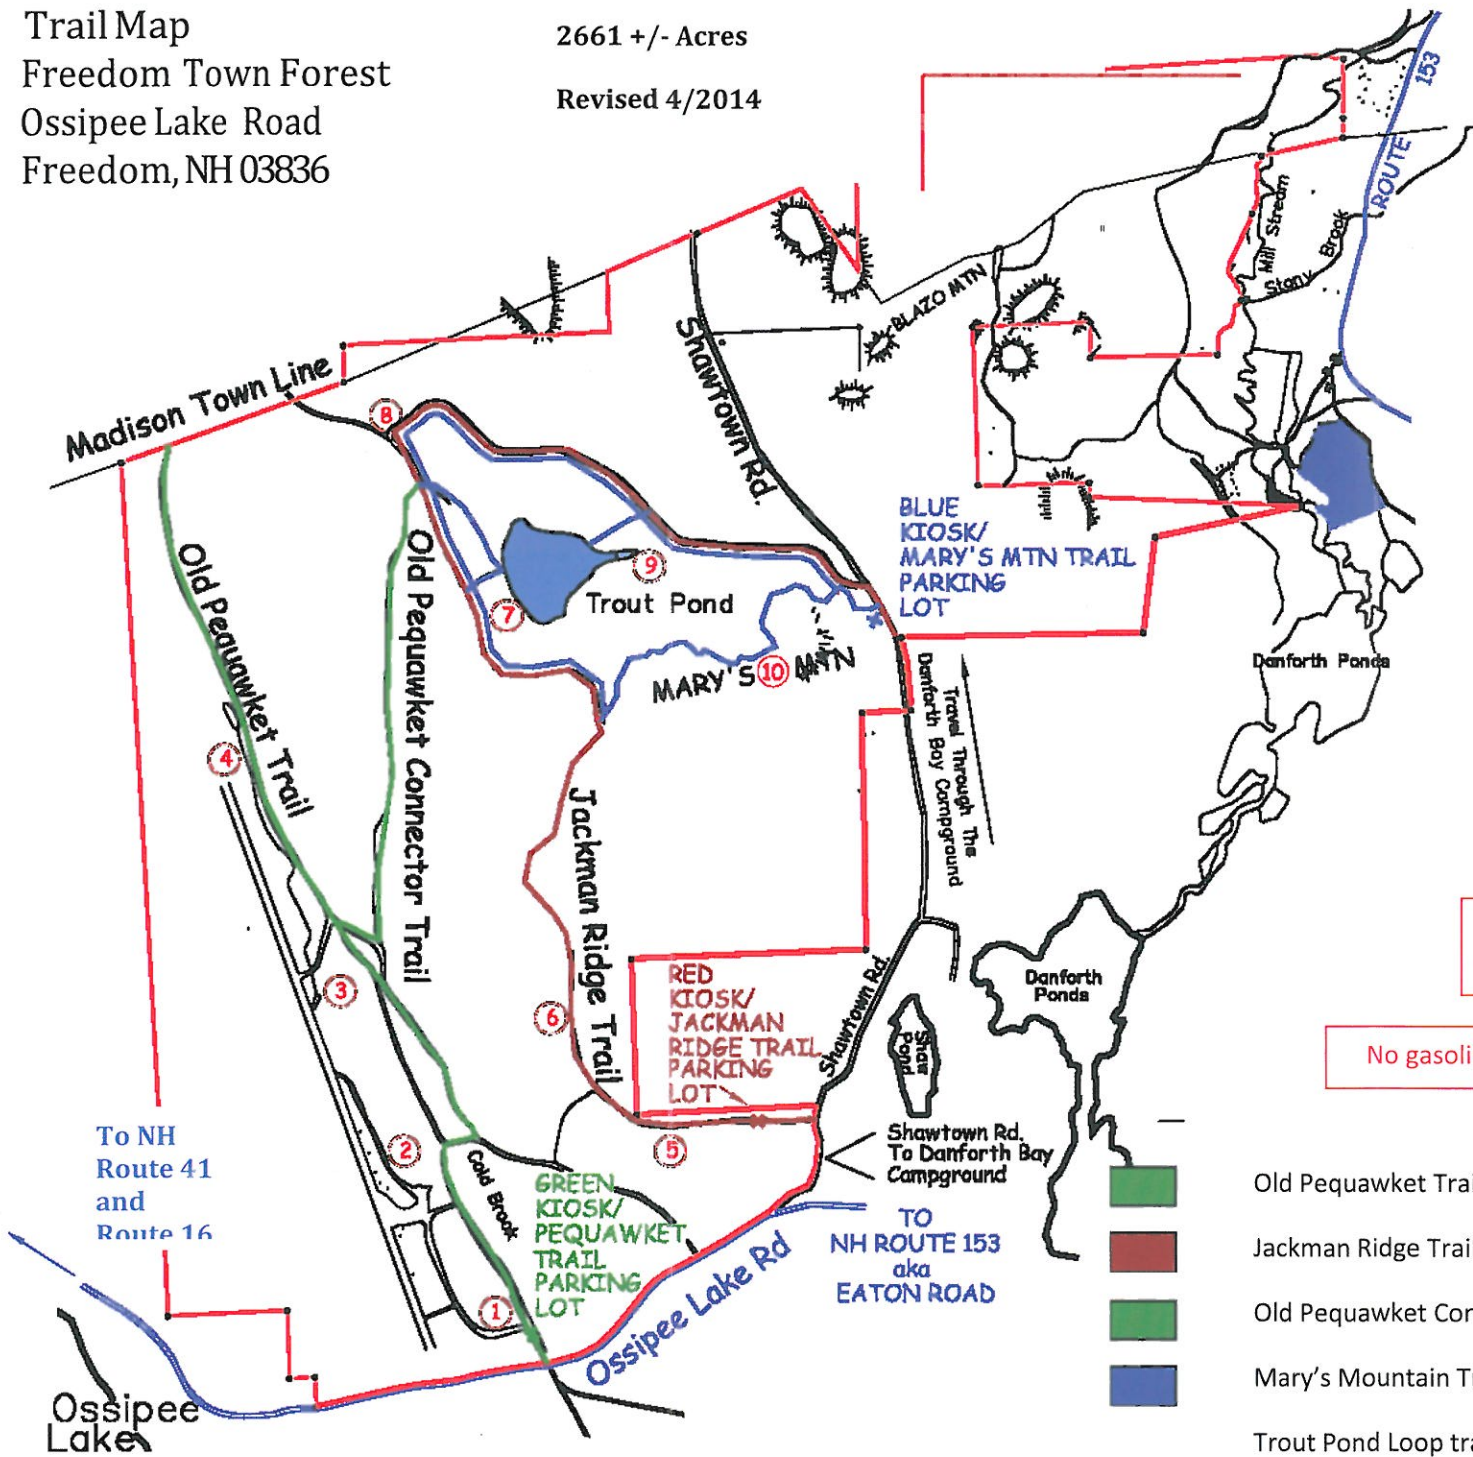 Trail Map
Freedom Town Forest
Ossipee Lake Road
Freedom, NH 03836
2661 +/- Acres
Revised 4/2014
153
ROUTE
Mill Stream
Stony Brook
BLAZO MTN
Shawtown Rd.
Madison Town Line
8
Old Pequawket Trail
Old Pequawket Connector Trail
9
7
Trout Pond
MARY'S
10
MTN
BLUE
KIOSK/
MARY'S MTN TRAIL
PARKING
LOT
Danforth Ponds
Travel Through The
Danforth Bay Campground
4
Jackman Ridge Trail
3
6
RED
KIOSK/
JACKMAN
RIDGE TRAIL
PARKING
LOT
Shawtown Rd.
Danforth
Ponds
Shaw
Pond
No gasoli
5
2
Shawtown Rd.
To Danforth Bay
Campground
To NH
Route 41
and
Route 16
Cold Brook
GREEN
KIOSK/
PEQUAWKET
TRAIL
PARKING
LOT
1
TO
NH ROUTE 153
aka
EATON ROAD
Ossipee Lake Rd
Ossipee
Lake
Old Pequawket Trai
Jackman Ridge Trai
Old Pequawket Cor
Mary's Mountain Tr
Trout Pond Loop tra